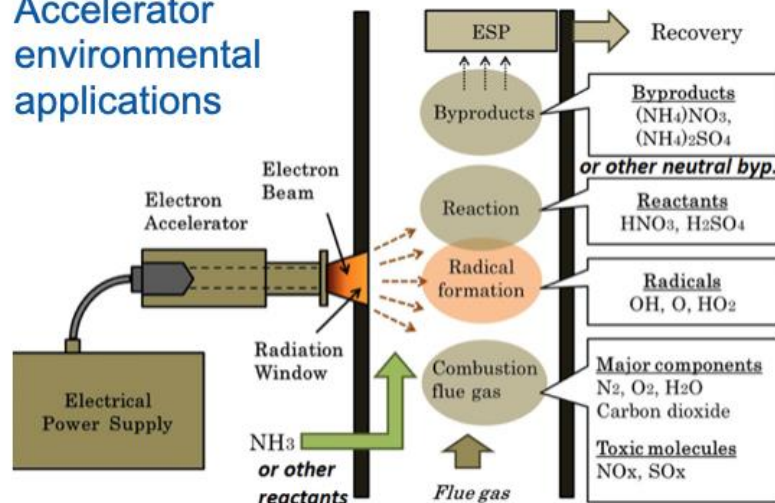 Accelerator
environmental
applications
ESP
Recovery
Byproducts
Byproducts
(NH4)NO3,
(NH4)2SO4
or other neutral byp.
Electron
Beam
Electron
Accelerator
Reaction
Reactants
HNO3, H2SO4
Radical
formation
Radicals
OH, O, HO2
Radiation
Window
Combustion
flue gas
Major components
N2, O2, H2O
Carbon dioxide
Toxic molecules
NOx, SOx
Electrical
Power Supply
NH3
or other
reactants
Flue gas